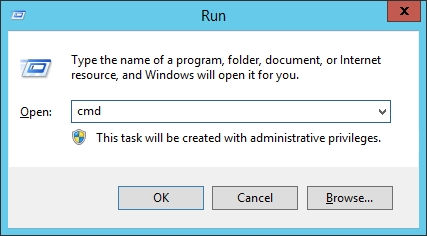 Run
x
Type the name of a program, folder, document, or Internet
resource, and Windows will open it for you.
Open: cmd
This task will be created with administrative privileges.
OK Cancel Browse...